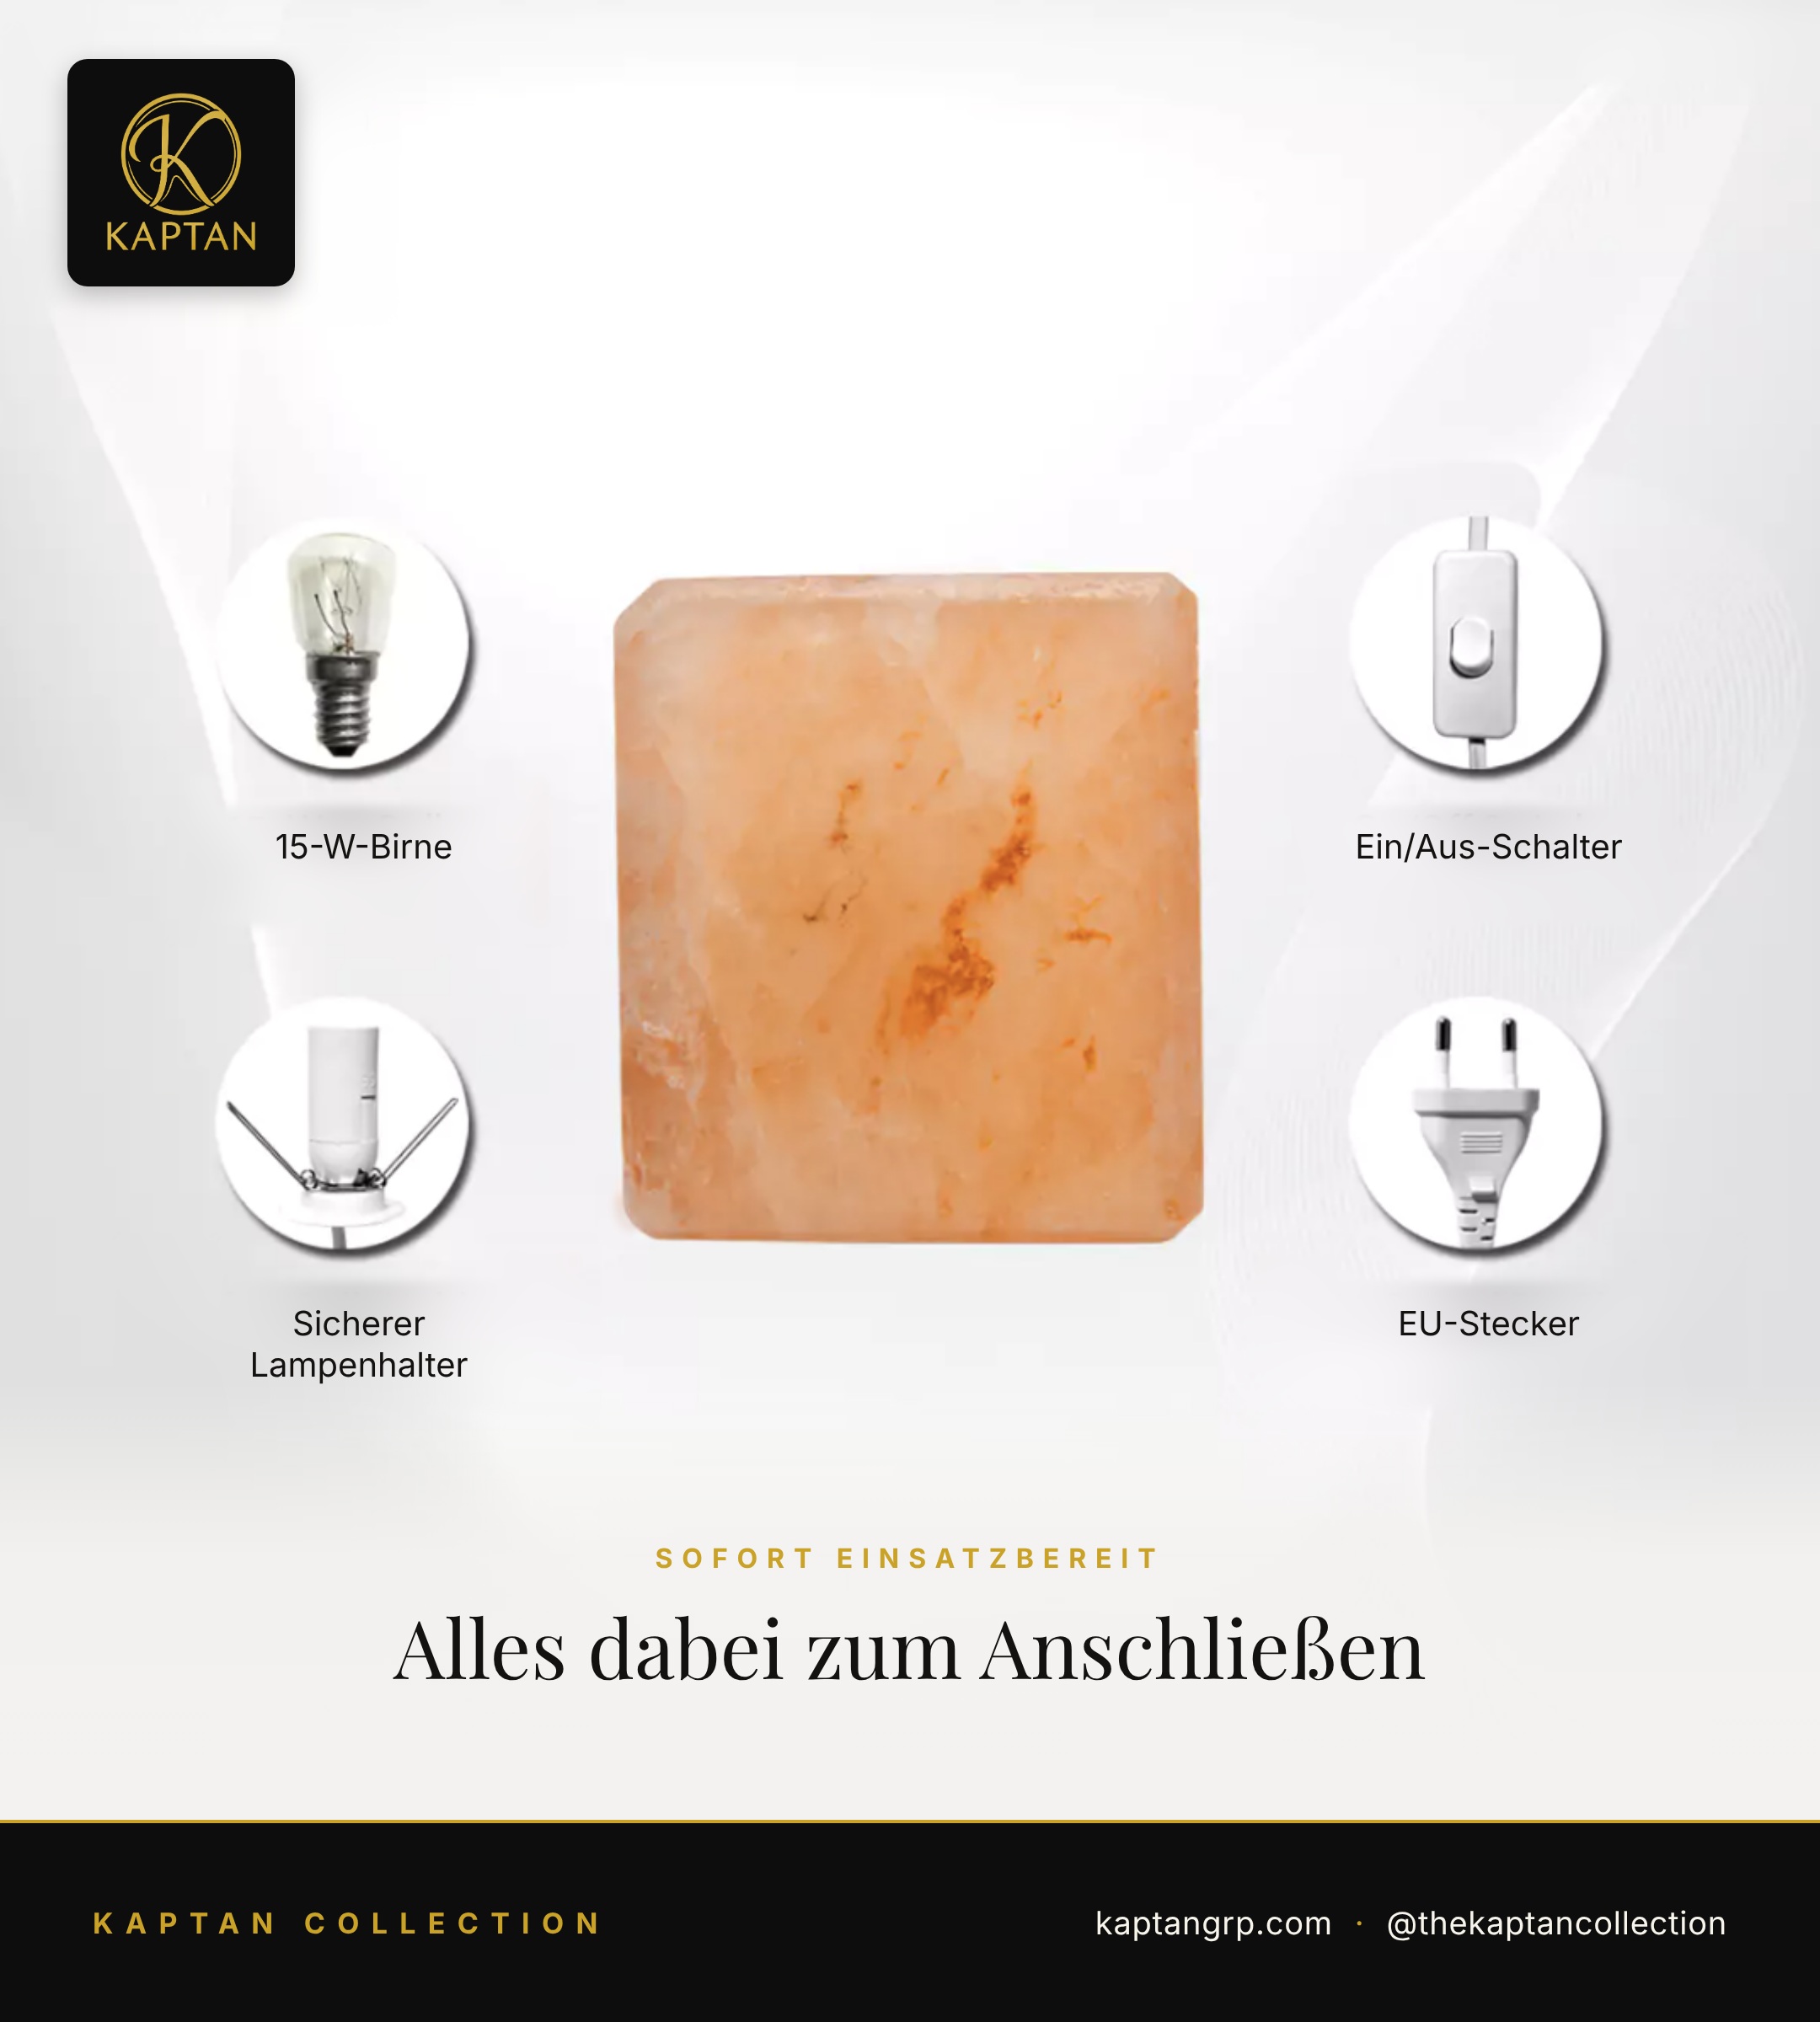 K
KAPTAN
15-W-Birne
Ein/Aus-Schalter
Sicherer
Lampenhalter
EU-Stecker
SOFORT EINSATZBEREIT
Alles dabei zum Anschließen
KAPTAN COLLECTION
kaptangrp.com · @thekaptancollection